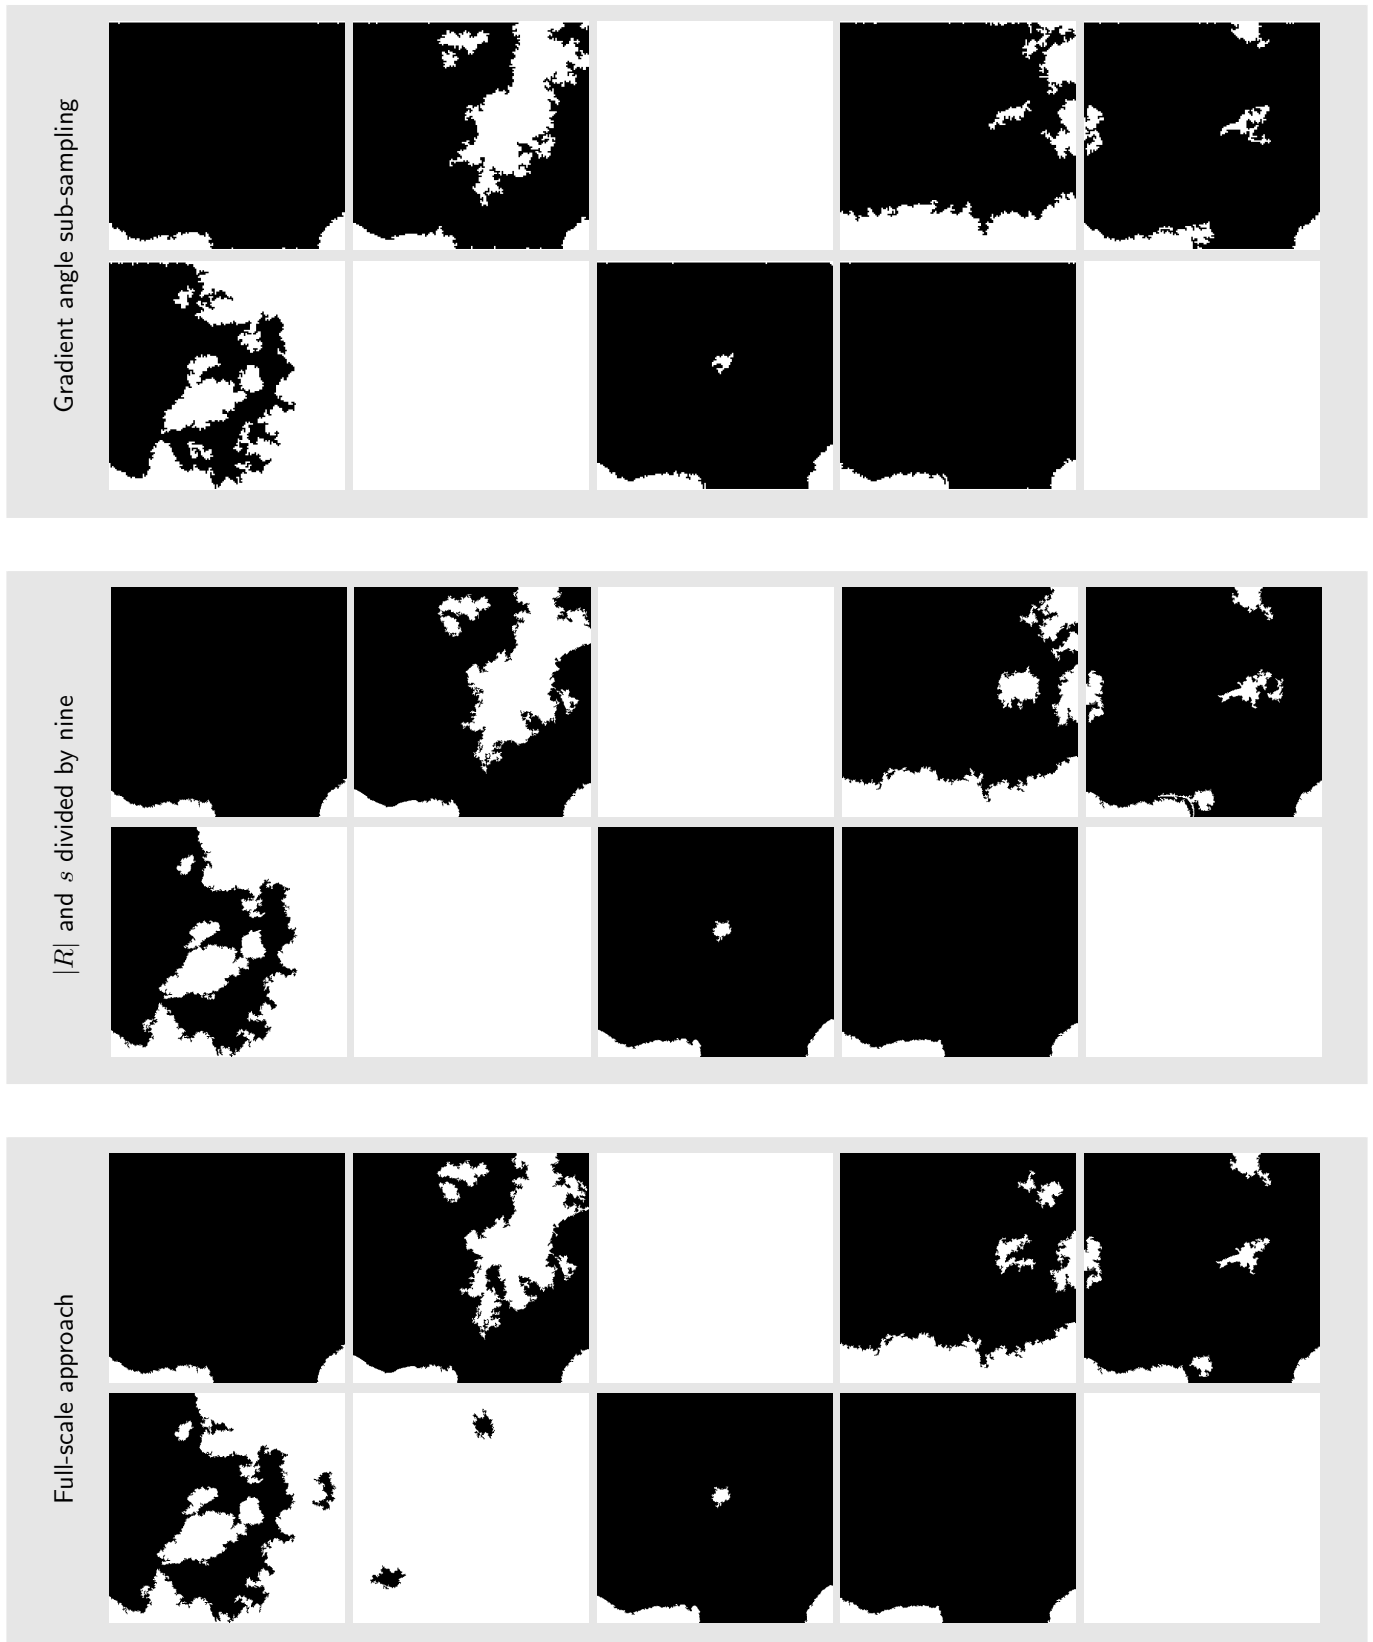 Gradient angle sub-sampling
|R| and s divided by nine
Full-scale approach